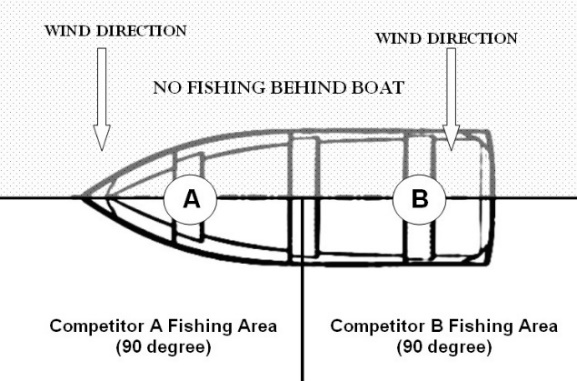 WIND DIRECTION
WIND DIRECTION
NO FISHING BEHIND BOAT
A
B
Competitor A Fishing Area
(90 degree)
Competitor B Fishing Area
(90 degree)